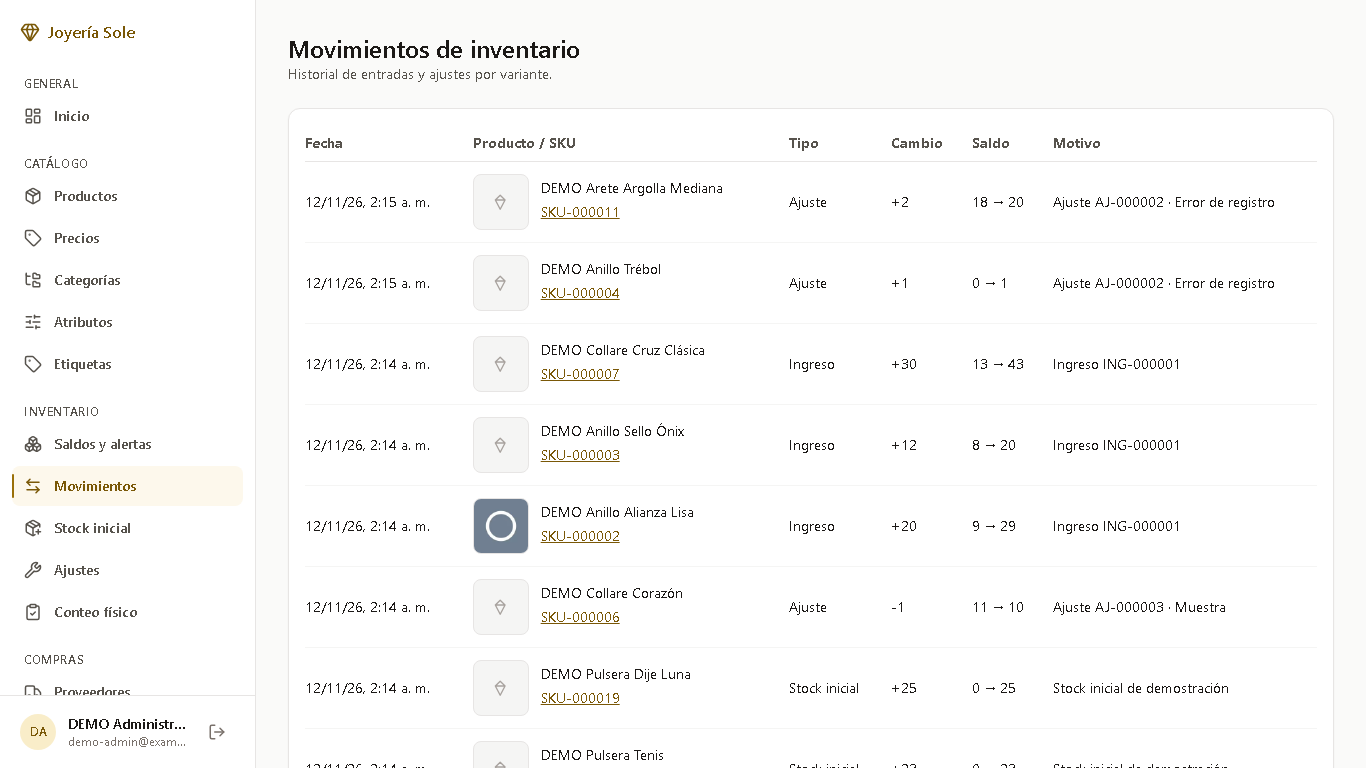 Joyería Sole
GENERAL
Inicio
CATÁLOGO
Productos
Precios
Categorías
Atributos
Etiquetas
INVENTARIO
Saldos y alertas
Movimientos
Stock inicial
Ajustes
Conteo físico
COMPRAS
Proveedores
DA
DEMO Administr...
demo-admin@exam...
Movimientos de inventario
Historial de entradas y ajustes por variante.
Fecha Producto / SKU Tipo Cambio Saldo Motivo
12/11/26, 2:15 a. m. DEMO Arete Argolla Mediana Ajuste +2 18 → 20 Ajuste AJ-000002 · Error de registro
SKU-000011
12/11/26, 2:15 a. m. DEMO Anillo Trébol Ajuste +1 0 → 1 Ajuste AJ-000002 · Error de registro
SKU-000004
12/11/26, 2:14 a. m. DEMO Collare Cruz Clásica Ingreso +30 13 → 43 Ingreso ING-000001
SKU-000007
12/11/26, 2:14 a. m. DEMO Anillo Sello Ónix Ingreso +12 8 → 20 Ingreso ING-000001
SKU-000003
12/11/26, 2:14 a. m. DEMO Anillo Alianza Lisa Ingreso +20 9 → 29 Ingreso ING-000001
SKU-000002
12/11/26, 2:14 a. m. DEMO Collare Corazón Ajuste -1 11 → 10 Ajuste AJ-000003 · Muestra
SKU-000006
12/11/26, 2:14 a. m. DEMO Pulsera Dije Luna Stock inicial +25 0 → 25 Stock inicial de demostración
SKU-000019
DEMO Pulsera Tenis